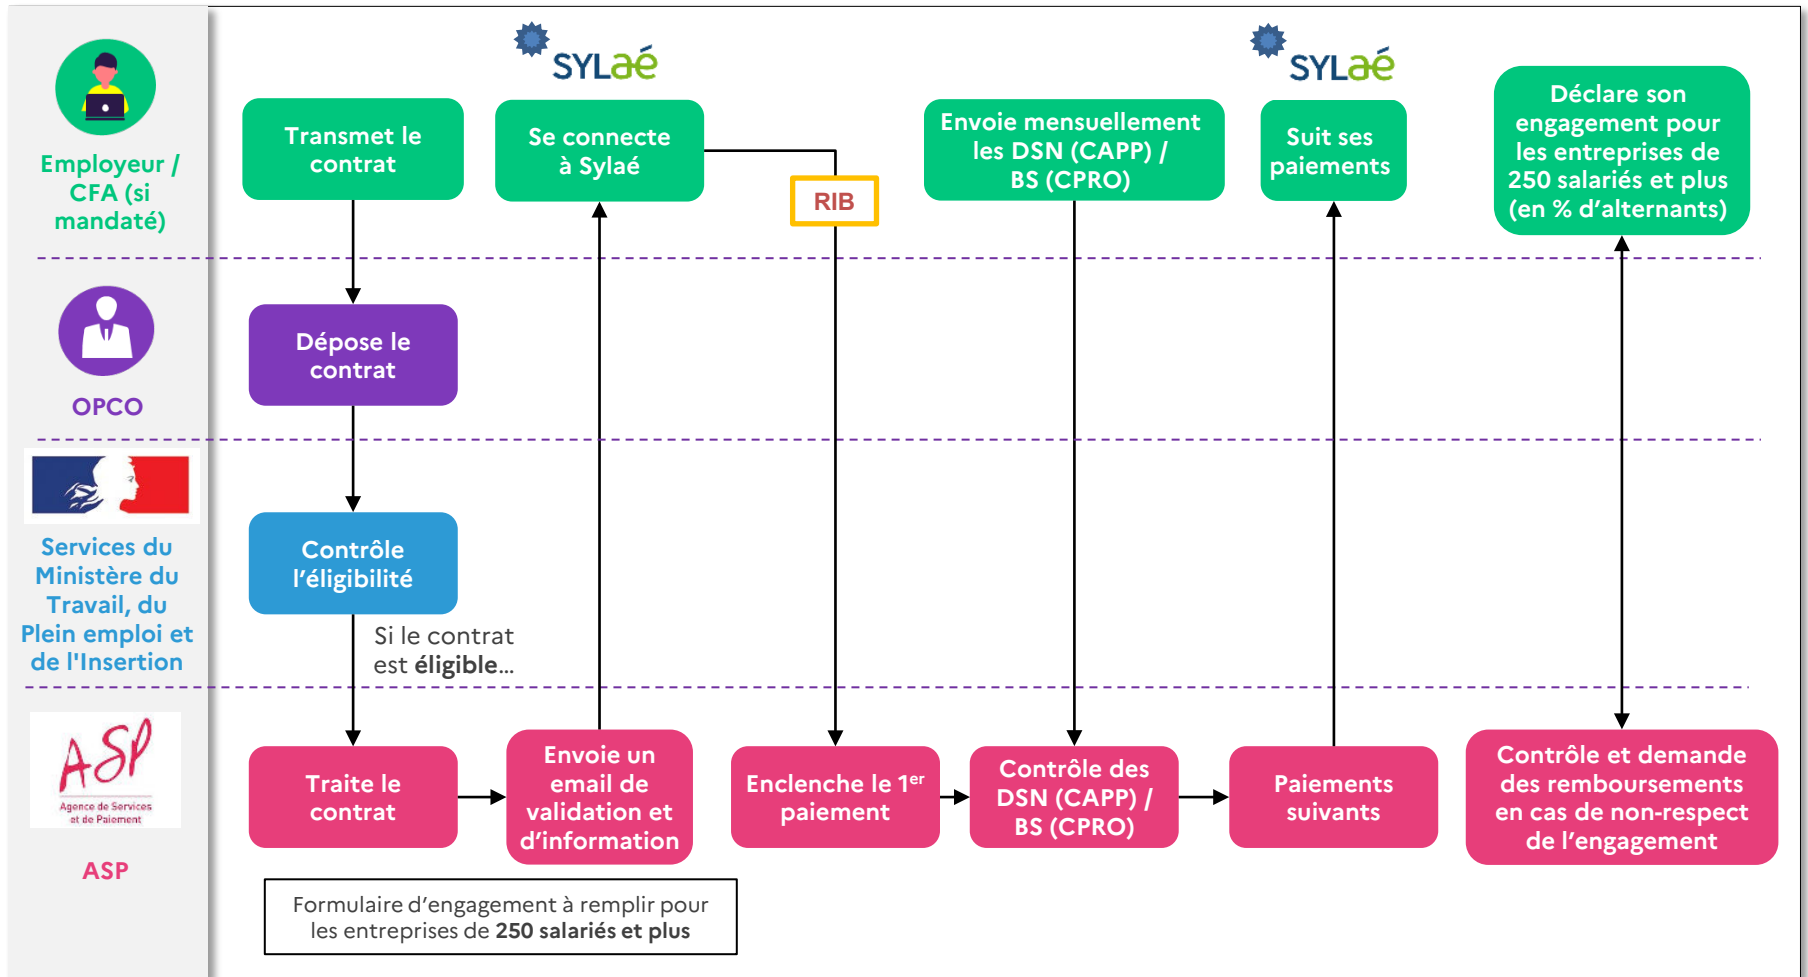 SYLaé
SYLaé
Employeur /
CFA (si
mandaté)
Transmet le
contrat
Se connecte
à Sylaé
RIB
Envoie mensuellement
les DSN (CAPP) /
BS (CPRO)
Suit ses
paiements
Déclare son
engagement pour
les entreprises de
250 salariés et plus
(en % d’alternants)
OPCO
Dépose le
contrat
Services du
Ministère du
Travail, du
Plein emploi et
de l'Insertion
Contrôle
l’éligibilité
Si le contrat
est éligible...
ASP
Agence de Services
et de Paiement
ASP
Traite le
contrat
Envoie un
email de
validation et
d’information
Enclenche le 1er
paiement
Contrôle des
DSN (CAPP) /
BS (CPRO)
Paiements
suivants
Contrôle et demande
des remboursements
en cas de non-respect
de l’engagement
Formulaire d’engagement à remplir pour
les entreprises de 250 salariés et plus